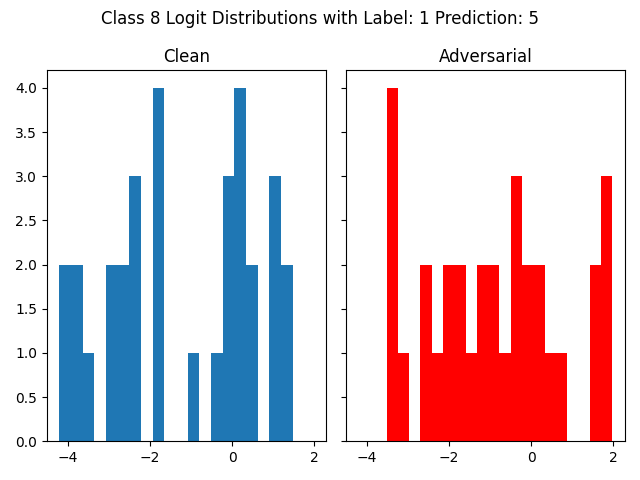 Class 8 Logit Distributions with Label: 1 Prediction: 5
Clean
Adversarial
4.0
3.5
3.0
2.5
2.0
1.5
1.0
0.5
0.0
−4 −2 0 2
−4 −2 0 2